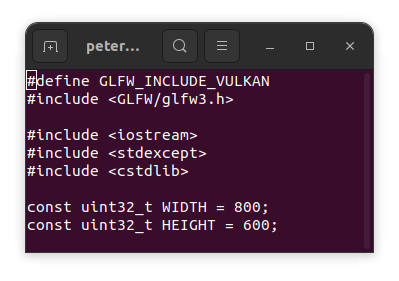 peter...
#define GLFW_INCLUDE_VULKAN
#include <GLFW/glfw3.h>

#include <iostream>
#include <stdexcept>
#include <cstdlib>

const uint32_t WIDTH = 800;
const uint32_t HEIGHT = 600;